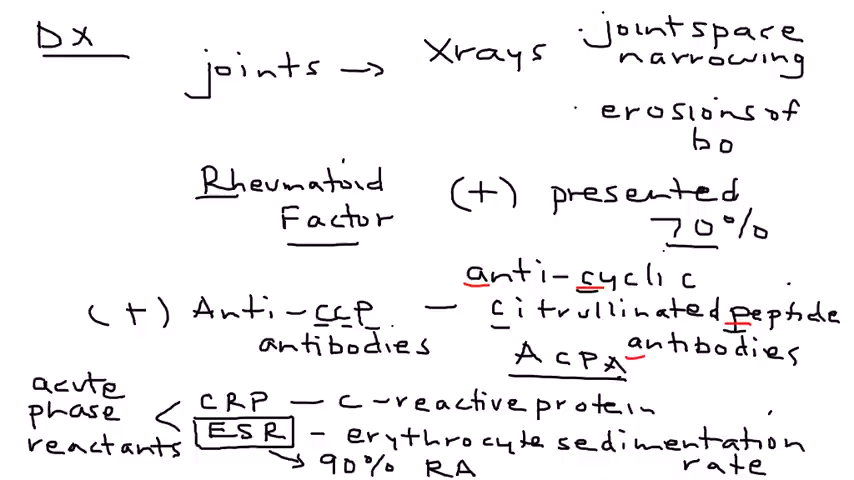 DX
joints → Xrays
· joint space
narrowing
· erosions of
bo
Rheumatoid (+) presented
Factor 70%
anti-cyclic
(+) Anti-CCP – citrullinated peptide
antibodies ACPA antibodies
acute
phase < CRP – c-reactive protein
reactants ESR – erythrocyte sedimentation
→ 90% RA rate